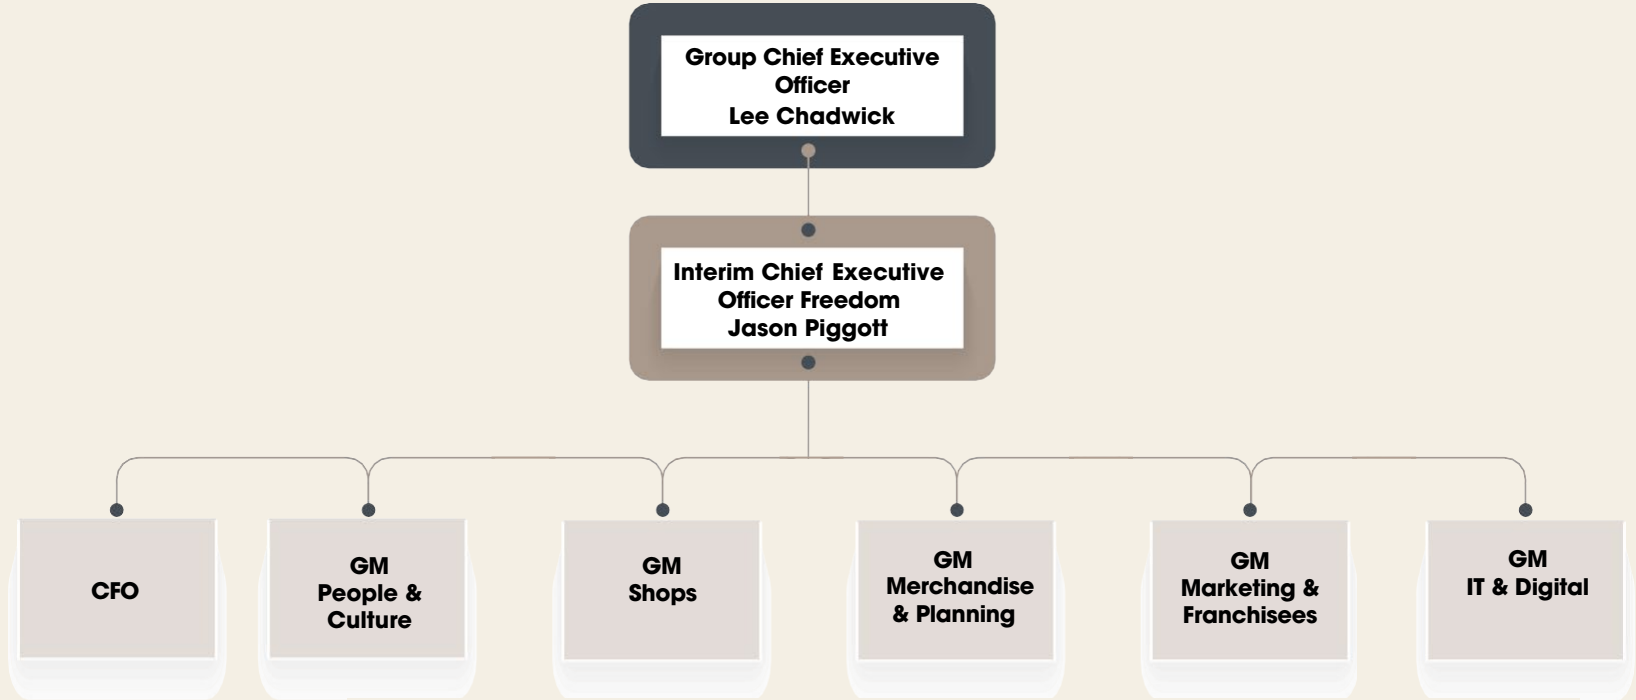 Group Chief Executive
Officer
Lee Chadwick
Interim Chief Executive
Officer Freedom
Jason Piggott
CFO
GM
People &
Culture
GM
Shops
GM
Merchandise
& Planning
GM
Marketing &
Franchisees
GM
IT & Digital